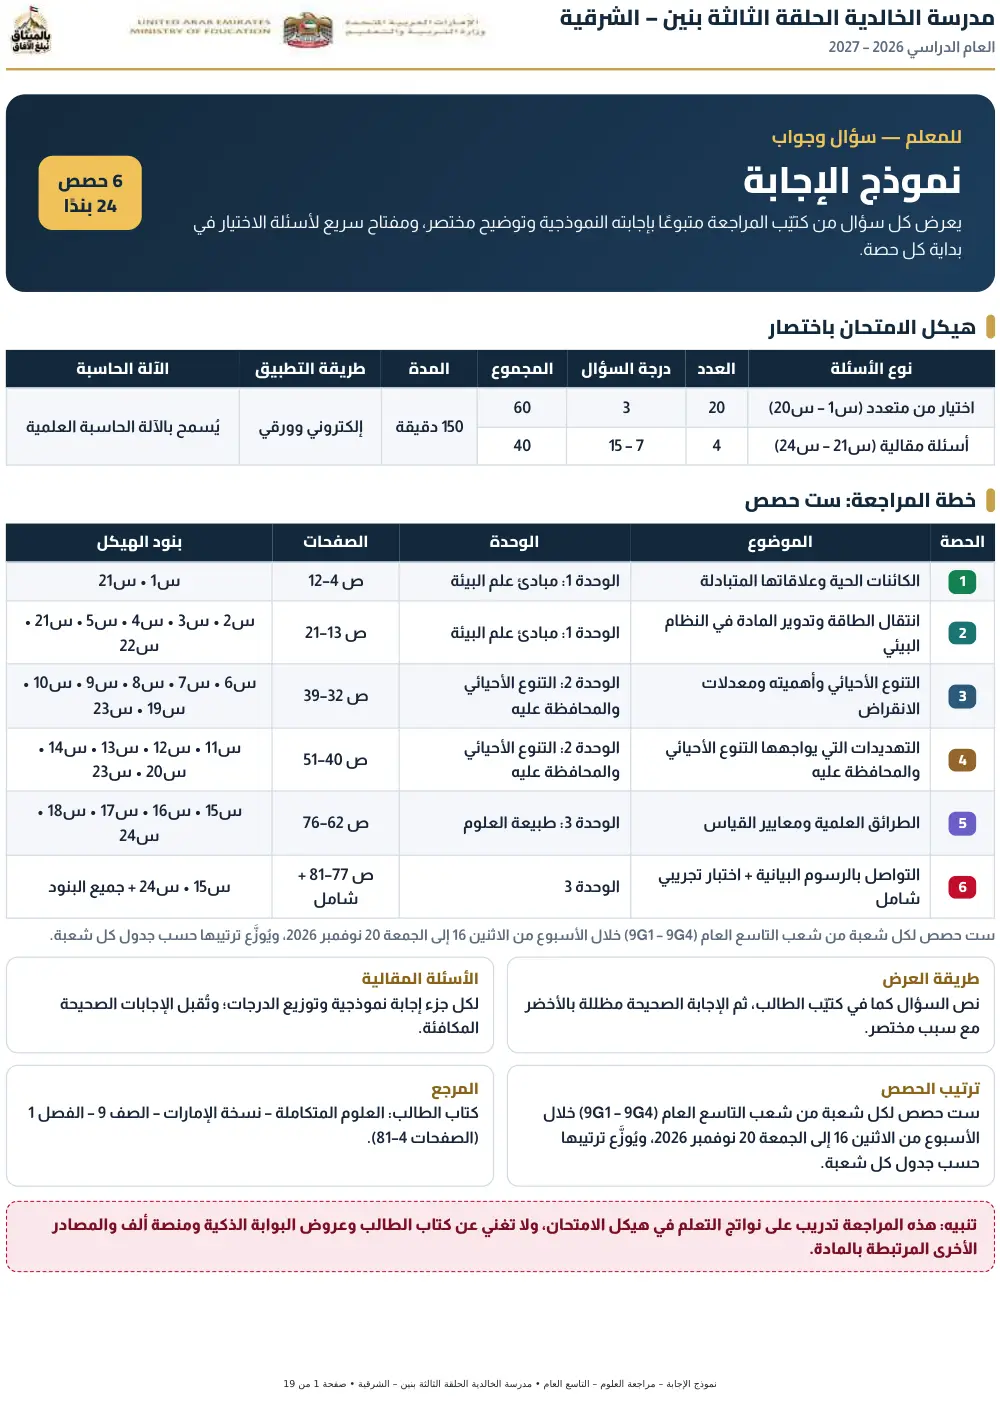 مدرسة الخالدية الحلقة الثالثة بنين – الشرقية
العام الدراسي 2026 – 2027
الإمارات العربية المتحدة
وزارة التربية والتعليم
UNITED ARAB EMIRATES
MINISTRY OF EDUCATION
بالميثاق
نبلغ الآفاق
للمعلم — سؤال وجواب
نموذج الإجابة
يعرض كل سؤال من كتيّب المراجعة متبوعًا بإجابته النموذجية وتوضيح مختصر، ومفتاح سريع لأسئلة الاختيار في
بداية كل حصة.
6 حصص
24 بندًا
هيكل الامتحان باختصار
نوع الأسئلة العدد درجة السؤال المجموع المدة طريقة التطبيق الآلة الحاسبة
اختيار من متعدد (س1 – س20) 20 3 60 150 دقيقة إلكتروني وورقي يُسمح بالآلة الحاسبة العلمية
أسئلة مقالية (س21 – س24) 4 7 – 15 40
خطة المراجعة: ست حصص
الحصة الموضوع الوحدة الصفحات بنود الهيكل
1 الكائنات الحية وعلاقاتها المتبادلة الوحدة 1: مبادئ علم البيئة ص 4–12 س1 • س21
2 انتقال الطاقة وتدوير المادة في النظام الوحدة 1: مبادئ علم البيئة ص 13–21 س2 • س3 • س4 • س5 • س21 •
البيئي س22
3 التنوع الأحيائي وأهميته ومعدلات الوحدة 2: التنوع الأحيائي ص 32–39 س6 • س7 • س8 • س9 • س10 •
الانقراض والمحافظة عليه س19 • س23
4 التهديدات التي يواجهها التنوع الأحيائي الوحدة 2: التنوع الأحيائي ص 40–51 س11 • س12 • س13 • س14 •
والمحافظة عليه والمحافظة عليه س20 • س23
5 الطرائق العلمية ومعايير القياس الوحدة 3: طبيعة العلوم ص 62–76 س15 • س16 • س17 • س18 •
س24
6 التواصل بالرسوم البيانية + اختبار تجريبي الوحدة 3 ص 77–81 + س15 • س24 + جميع البنود
شامل شامل
ست حصص لكل شعبة من شعب التاسع العام (9G1 – 9G4) خلال الأسبوع من الاثنين 16 إلى الجمعة 20 نوفمبر 2026، ويُوزَّع ترتيبها حسب جدول كل شعبة.
طريقة العرض
نص السؤال كما في كتيّب الطالب، ثم الإجابة الصحيحة مظللة بالأخضر
مع سبب مختصر.
الأسئلة المقالية
لكل جزء إجابة نموذجية وتوزيع الدرجات؛ وتُقبل الإجابات الصحيحة
المكافئة.
ترتيب الحصص
ست حصص لكل شعبة من شعب التاسع العام (9G1 – 9G4) خلال
الأسبوع من الاثنين 16 إلى الجمعة 20 نوفمبر 2026، ويُوزَّع ترتيبها
حسب جدول كل شعبة.
المرجع
كتاب الطالب: العلوم المتكاملة – نسخة الإمارات – الصف 9 – الفصل 1
(الصفحات 4–81).
تنبيه: هذه المراجعة تدريب على نواتج التعلم في هيكل الامتحان، ولا تغني عن كتاب الطالب وعروض البوابة الذكية ومنصة ألف والمصادر
الأخرى المرتبطة بالمادة.
نموذج الإجابة – مراجعة العلوم – التاسع العام • مدرسة الخالدية الحلقة الثالثة بنين – الشرقية • صفحة 1 من 19